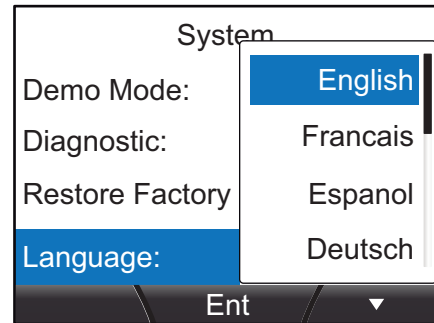 System
Demo Mode:
Diagnostic:
Restore Factory
Language:
English
Francais
Espanol
Deutsch
Ent